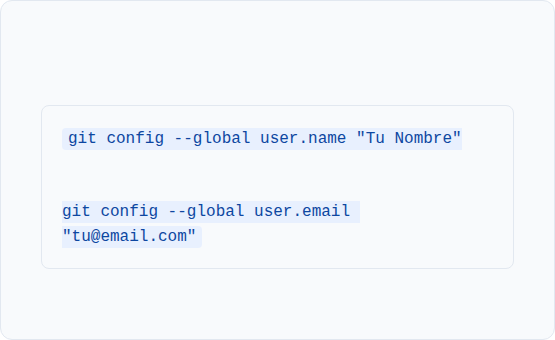 git config --global user.name "Tu Nombre"
git config --global user.email
"tu@email.com"